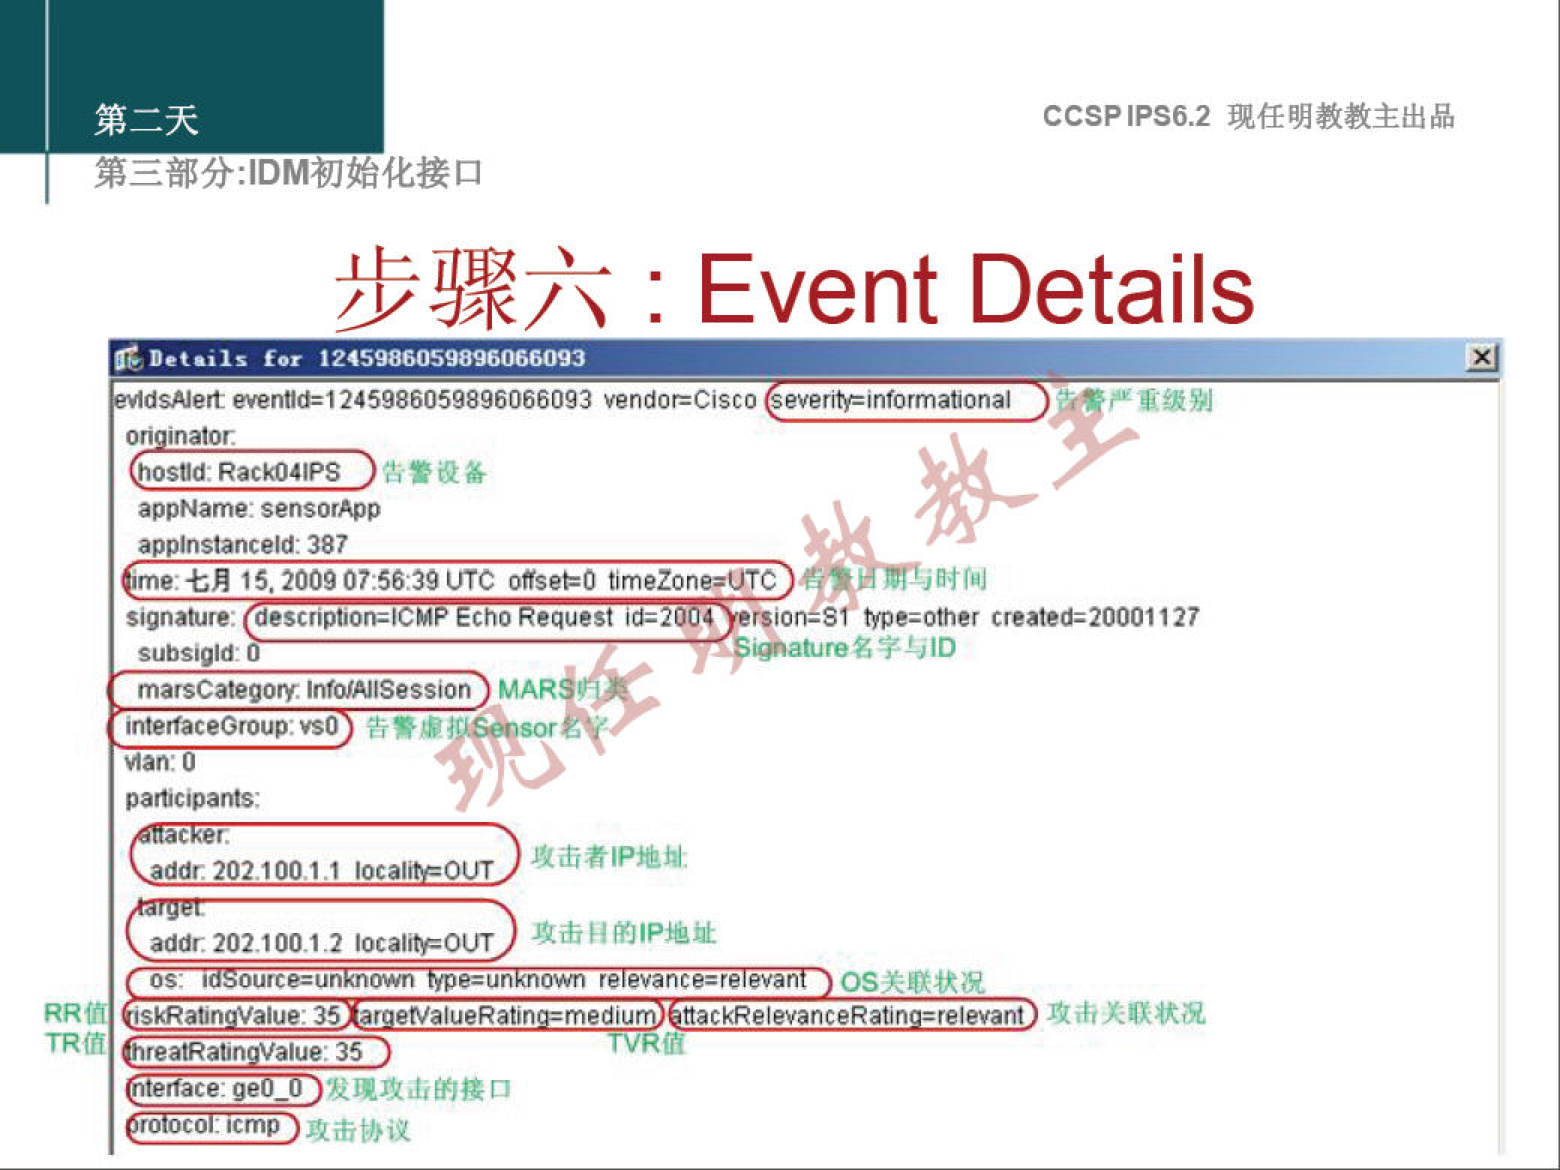 第二天
CCSP IPS6.2 现任明教教主出品
第三部分:IDM初始化接口
步骤六 : Event Details
Details for 1245986059896066093
evIdsAlert: eventId=1245986059896066093 vendor=Cisco severity=informational 告警严重级别
originator:
hostId: Rack04IPS 告警设备
appName: sensorApp
appInstanceId: 387
time: 七月 15, 2009 07:56:39 UTC offset=0 timeZone=UTC 告警日期与时间
signature: description=ICMP Echo Request id=2004 version=S1 type=other created=20001127
subsigId: 0 Signature名字与ID
marsCategory: Info/AllSession MARS归类
interfaceGroup: vs0 告警虚拟Sensor名字
vlan: 0
participants:
attacker:
addr: 202.100.1.1 locality=OUT 攻击者IP地址
target:
addr: 202.100.1.2 locality=OUT 攻击目的IP地址
os: idSource=unknown type=unknown relevance=relevant OS关联状况
RR值 riskRatingValue: 35 targetValueRating=medium attackRelevanceRating=relevant 攻击关联状况
TR值 threatRatingValue: 35 TVR值
interface: ge0_0 发现攻击的接口
protocol: icmp 攻击协议
现任明教教主